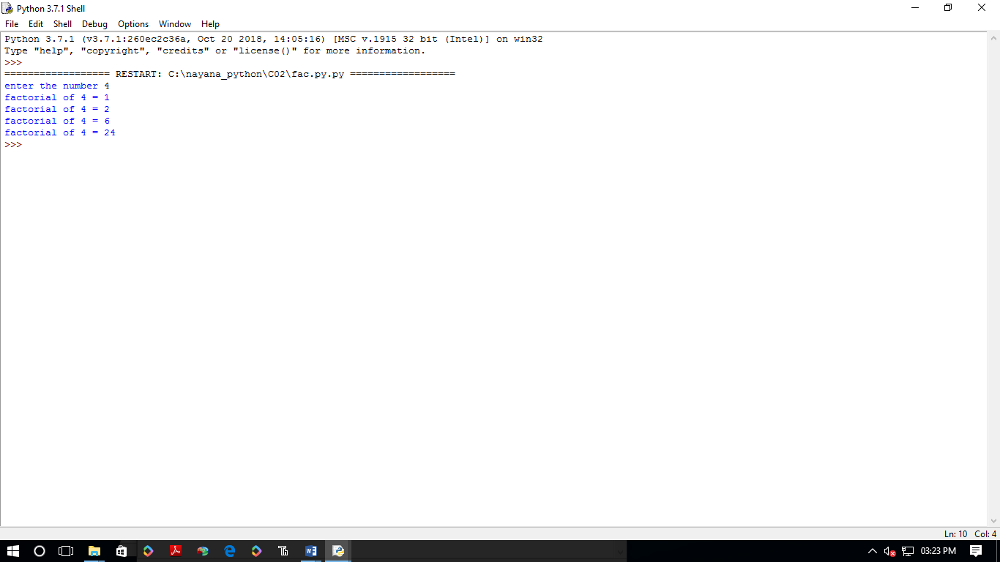 Python 3.7.1 Shell
File Edit Shell Debug Options Window Help
Python 3.7.1 (v3.7.1:260ec2c36a, Oct 20 2018, 14:05:16) [MSC v.1915 32 bit (Intel)] on win32
Type "help", "copyright", "credits" or "license()" for more information.
>>>
================== RESTART: C:\nayana_python\C02\fac.py.py ==================
enter the number 4
factorial of 4 = 1
factorial of 4 = 2
factorial of 4 = 6
factorial of 4 = 24
>>>
Ln: 10 Col: 4
03:23 PM